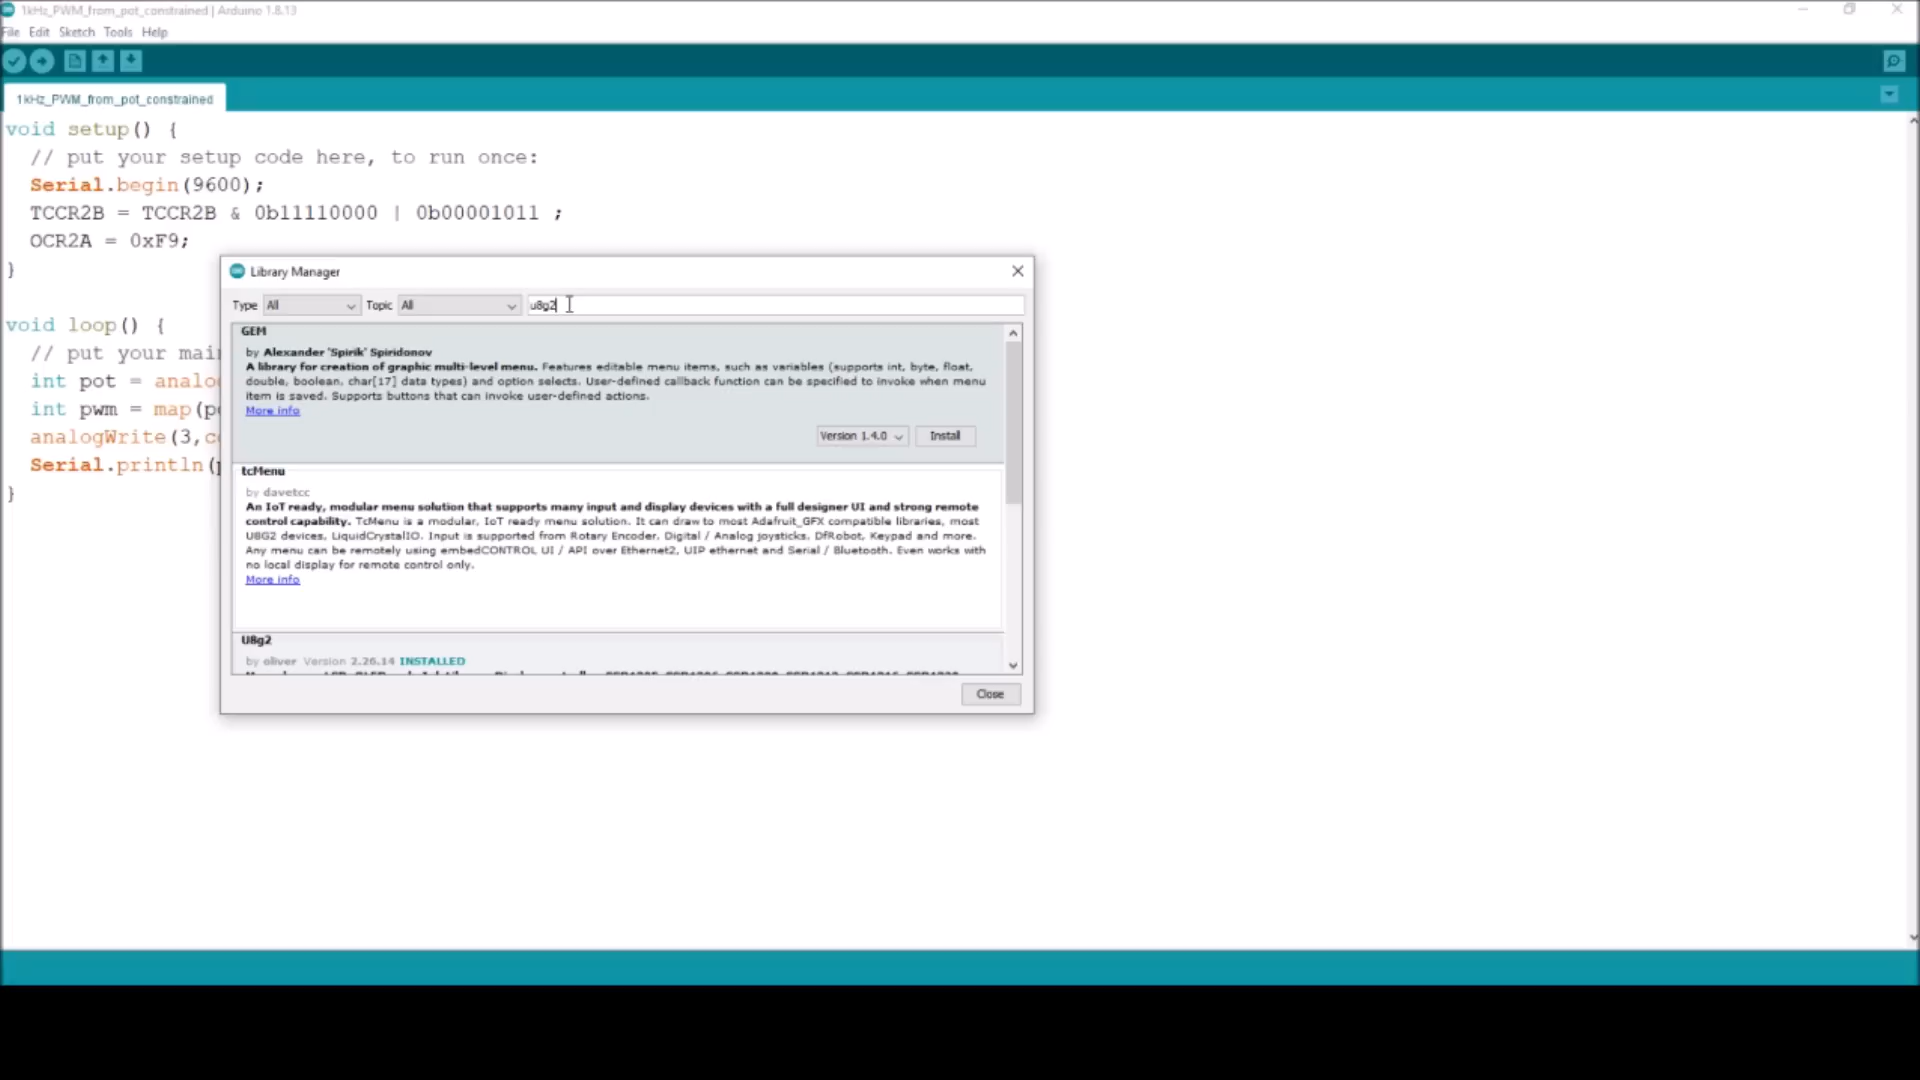 1kHz_PWM_from_pot_constrained | Arduino 1.8.13
File Edit Sketch Tools Help
1kHz_PWM_from_pot_constrained
void setup() {
// put your setup code here, to run once:
Serial.begin(9600);
TCCR2B = TCCR2B & 0b11110000 | 0b00001011 ;
OCR2A = 0xF9;
}
void loop() {
// put your mai
int pot = analo
int pwm = map(p
analogWrite(3,c
Serial.println(
}
Library Manager
Type All Topic All u8g2
GEM
by Alexander 'Spirik' Spiridonov
A library for creation of graphic multi-level menu. Features editable menu items, such as variables (supports int, byte, float,
double, boolean, char[17] data types) and option selects. User-defined callback function can be specified to invoke when menu
item is saved. Supports buttons that can invoke user-defined actions.
More info
Version 1.4.0 Install
tcMenu
by davetcc
An IoT ready, modular menu solution that supports many input and display devices with a full designer UI and strong remote
control capability. TcMenu is a modular, IoT ready menu solution. It can draw to most Adafruit_GFX compatible libraries, most
U8G2 devices, LiquidCrystalIO. Input is supported from Rotary Encoder, Digital / Analog joysticks, DfRobot, Keypad and more.
Any menu can be remotely using embedCONTROL UI / API over Ethernet2, UIP ethernet and Serial / Bluetooth. Even works with
no local display for remote control only.
More info
U8g2
by oliver Version 2.26.14 INSTALLED
Close